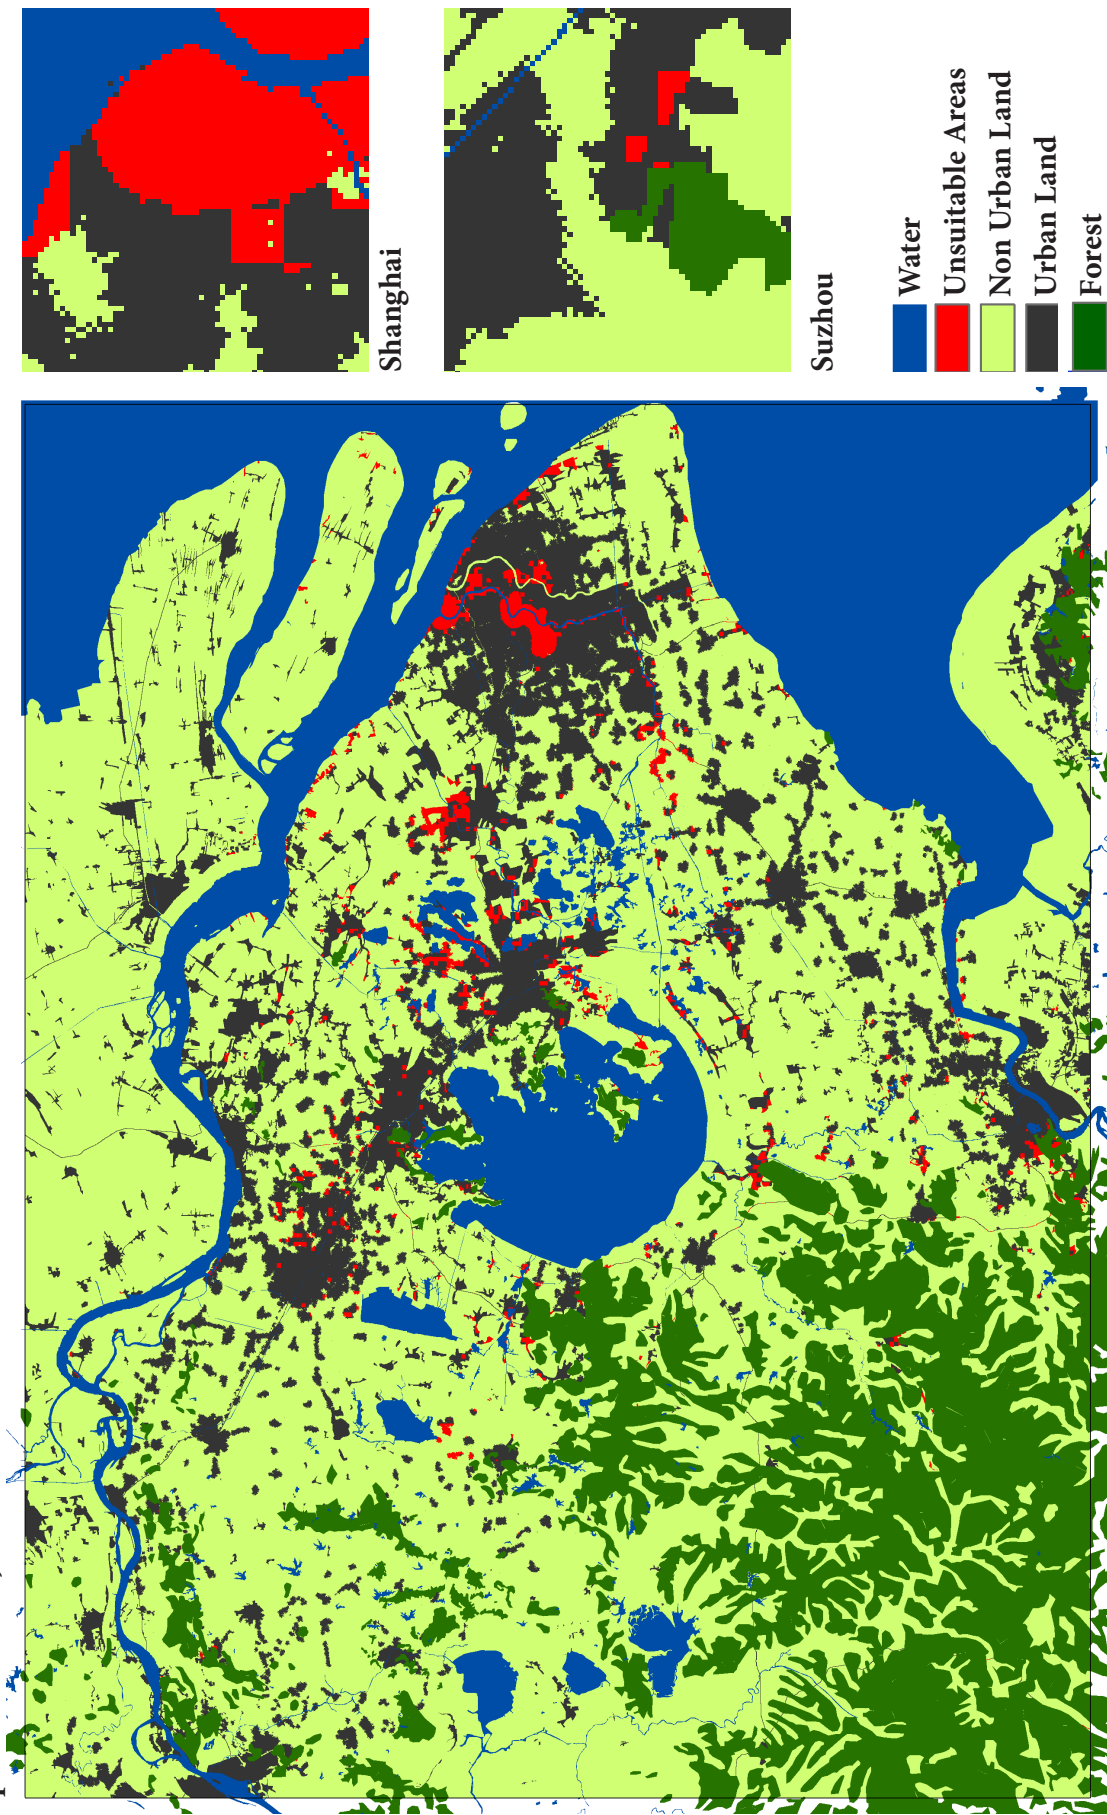 Shanghai
Suzhou
Water
Unsuitable Areas
Non Urban Land
Urban Land
Forest